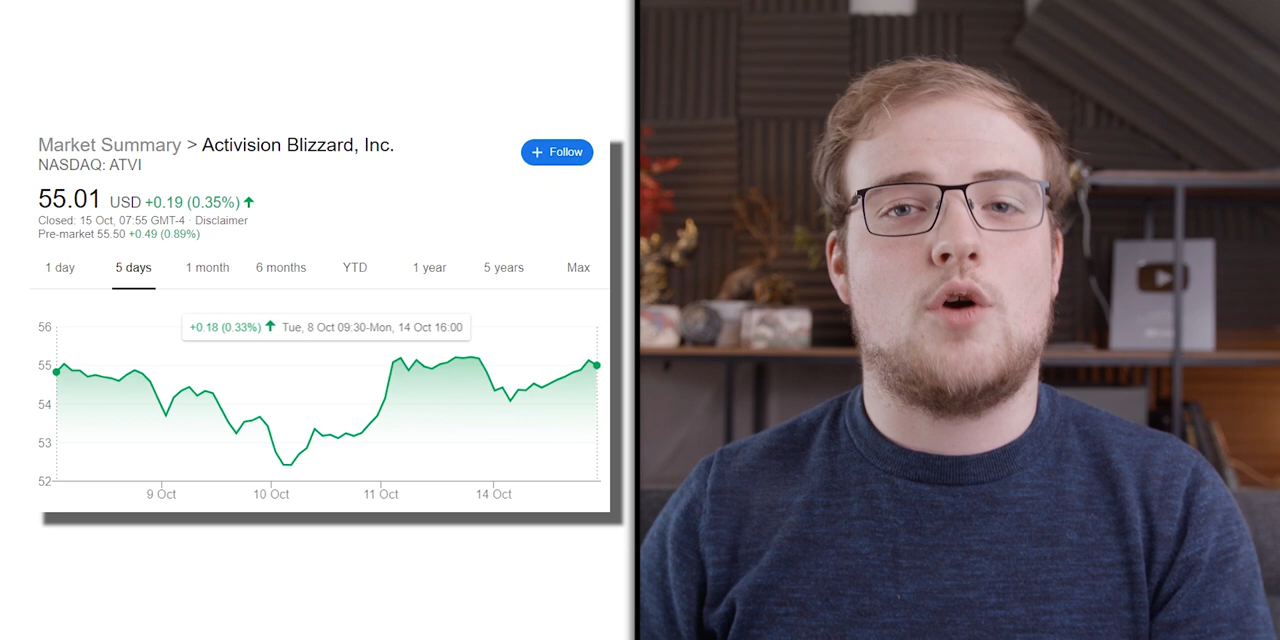 Market Summary > Activision Blizzard, Inc.
NASDAQ: ATVI
+ Follow
55.01 USD +0.19 (0.35%)
Closed: 15 Oct, 07:55 GMT-4 · Disclaimer
Pre-market 55.50 +0.49 (0.89%)
1 day 5 days 1 month 6 months YTD 1 year 5 years Max
+0.18 (0.33%) Tue, 8 Oct 09:30-Mon, 14 Oct 16:00
56
55
54
53
52
9 Oct 10 Oct 11 Oct 14 Oct